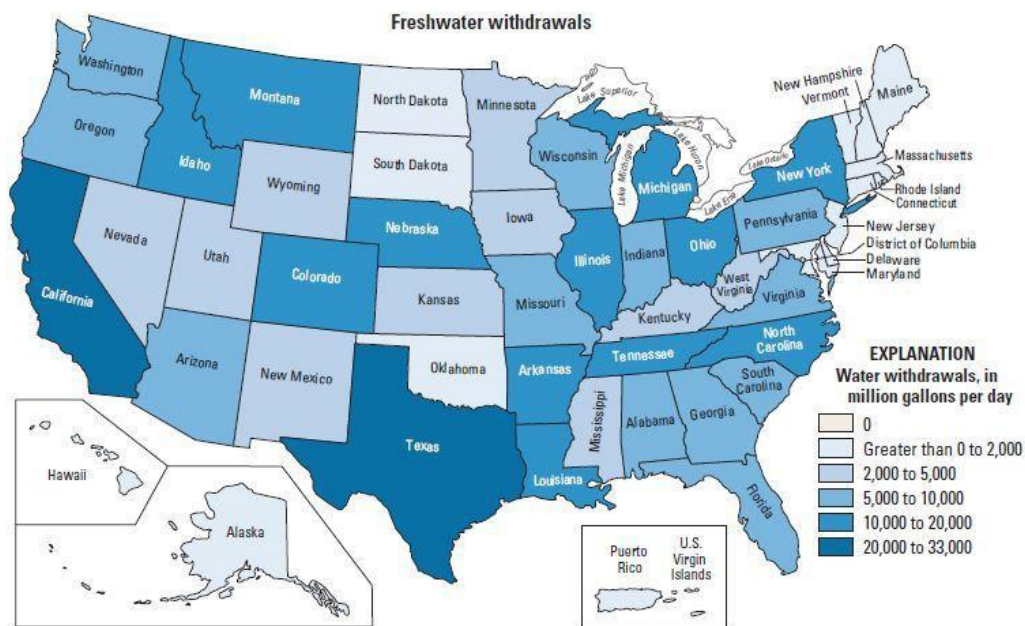 Freshwater withdrawals
Washington
Oregon
California
Nevada
Idaho
Montana
Wyoming
Utah
Arizona
Colorado
New Mexico
North Dakota
South Dakota
Nebraska
Kansas
Oklahoma
Texas
Minnesota
Iowa
Missouri
Arkansas
Louisiana
Wisconsin
Illinois
Indiana
Michigan
Ohio
Kentucky
Tennessee
Mississippi
Alabama
Georgia
Florida
South
Carolina
North
Carolina
Virginia
West
Virginia
Pennsylvania
New York
Lake Superior
Lake Michigan
Lake Huron
Lake Erie
Lake Ontario
New Hampshire
Vermont
Maine
Massachusetts
Rhode Island
Connecticut
New Jersey
District of Columbia
Delaware
Maryland
Hawaii
Alaska
Puerto
Rico
U.S.
Virgin
Islands
EXPLANATION
Water withdrawals, in
million gallons per day
0
Greater than 0 to 2,000
2,000 to 5,000
5,000 to 10,000
10,000 to 20,000
20,000 to 33,000